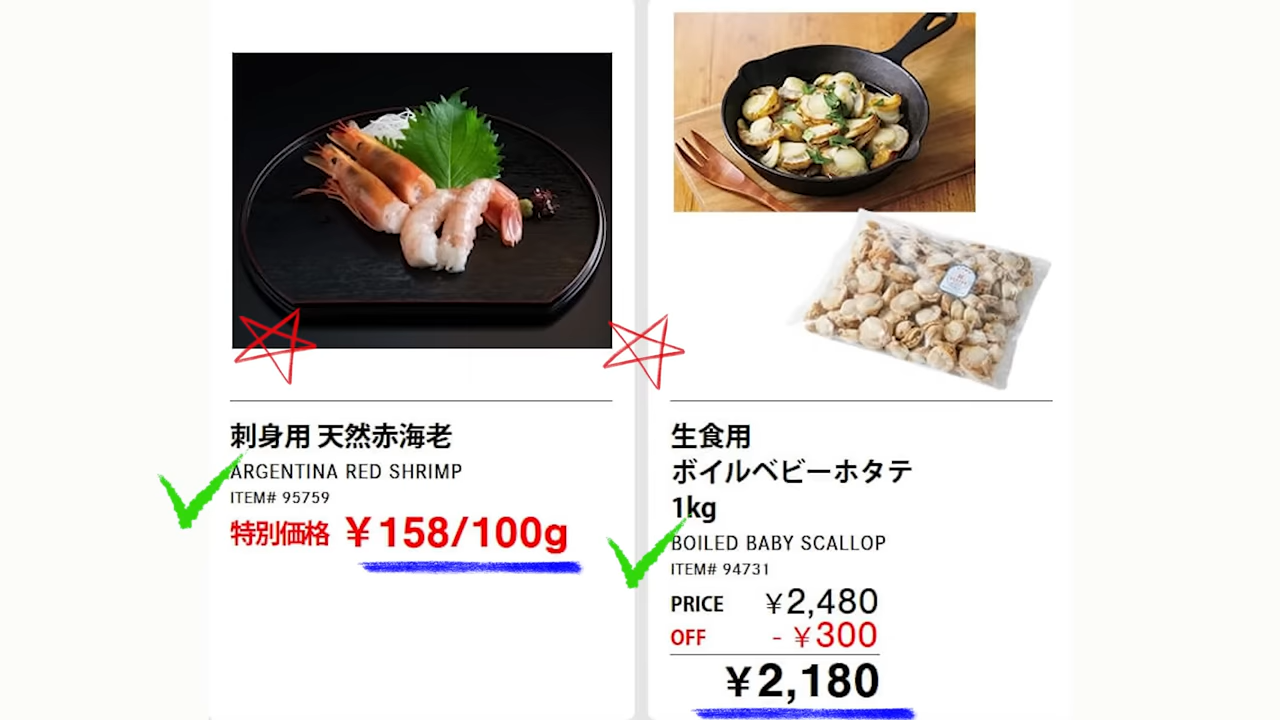 刺身用 天然赤海老
ARGENTINA RED SHRIMP
ITEM# 95759
特別価格 ￥158/100g
生食用
ボイルベビーホタテ
1kg
BOILED BABY SCALLOP
ITEM# 94731
PRICE ￥2,480
OFF - ￥300
￥2,180